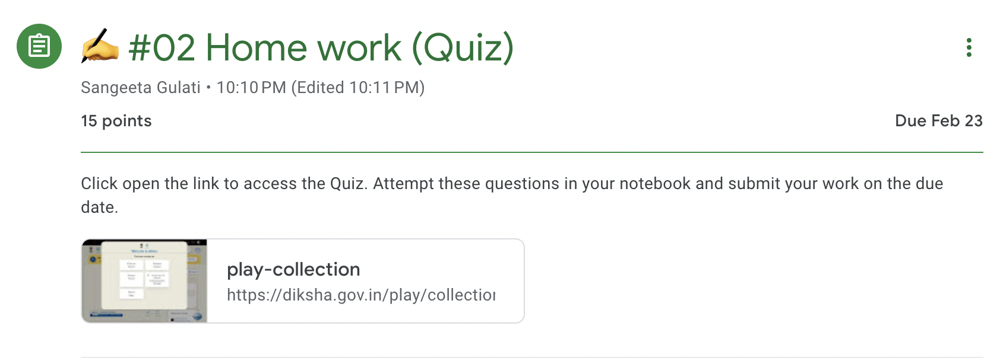 #02 Home work (Quiz)
Sangeeta Gulati • 10:10 PM (Edited 10:11 PM)
15 points
Due Feb 23
Click open the link to access the Quiz. Attempt these questions in your notebook and submit your work on the due
date.
play-collection
https://diksha.gov.in/play/collection